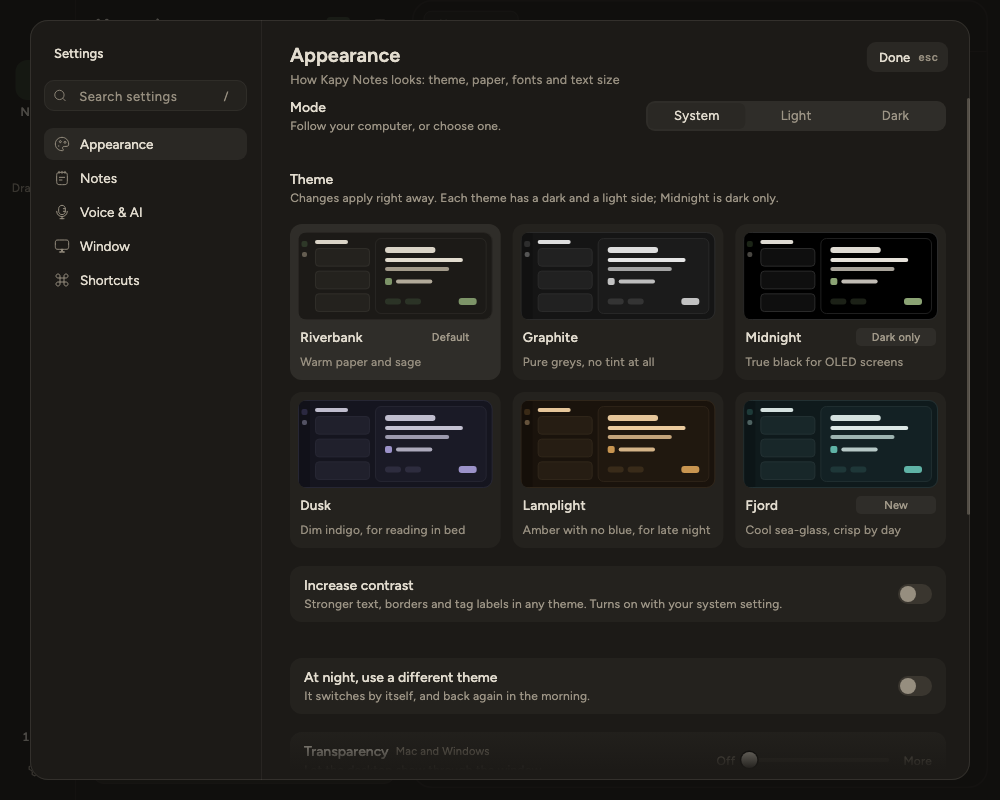 Settings
Search settings /
Appearance
Notes
Voice & AI
Window
Shortcuts
Appearance
How Kapy Notes looks: theme, paper, fonts and text size
Done esc
Mode
Follow your computer, or choose one.
System Light Dark
Theme
Changes apply right away. Each theme has a dark and a light side; Midnight is dark only.
Riverbank Default
Warm paper and sage
Graphite
Pure greys, no tint at all
Midnight Dark only
True black for OLED screens
Dusk
Dim indigo, for reading in bed
Lamplight
Amber with no blue, for late night
Fjord New
Cool sea-glass, crisp by day
Increase contrast
Stronger text, borders and tag labels in any theme. Turns on with your system setting.
At night, use a different theme
It switches by itself, and back again in the morning.
Transparency Mac and Windows
Off More